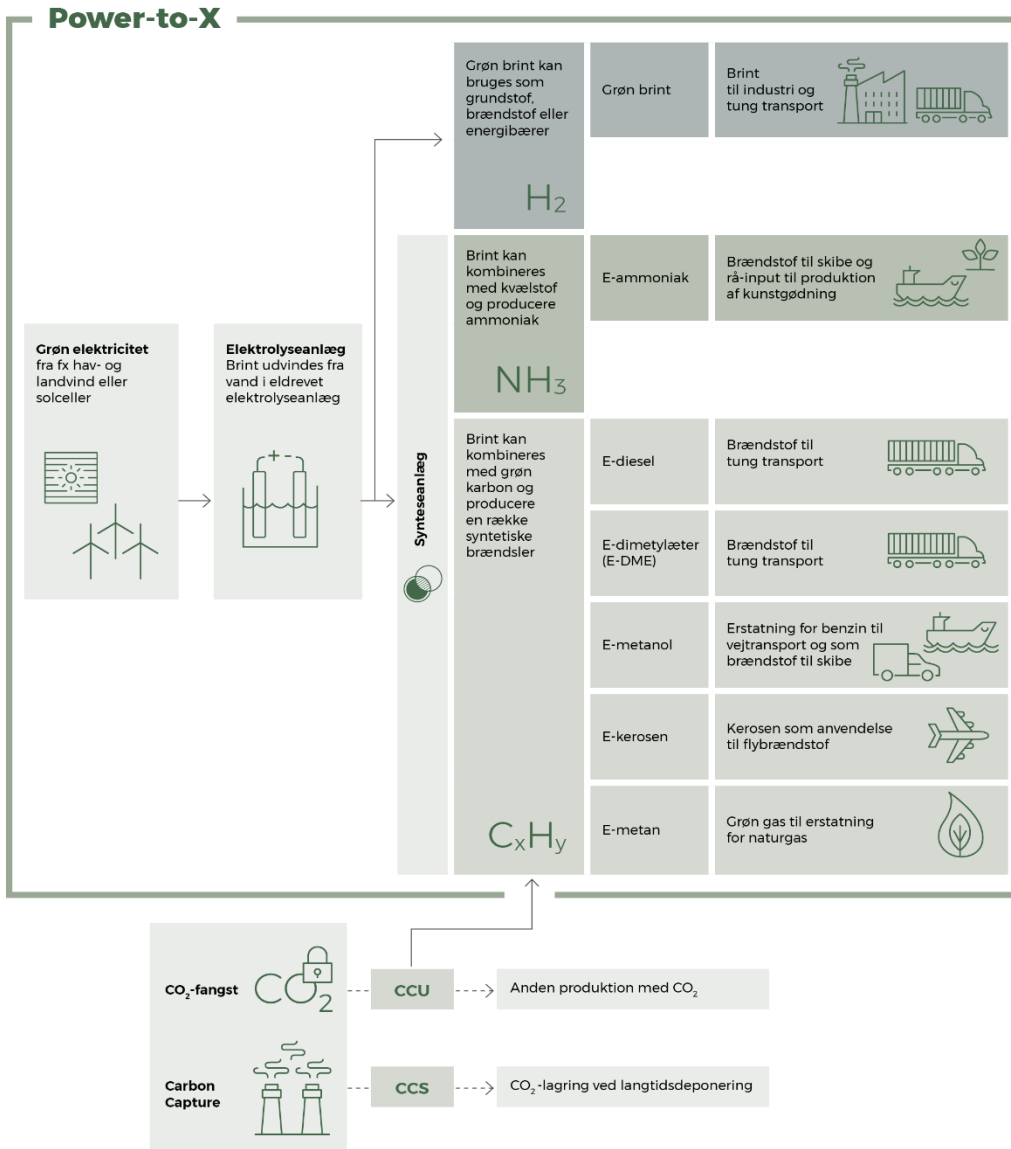 Power-to-X
Grøn elektricitet
fra fx hav- og
landvind eller
solceller
Elektrolyseanlæg
Brint udvindes fra
vand i eldrevet
elektrolyseanlæg
+ -
Synteseanlæg
Grøn brint kan
bruges som
grundstof,
brændstof eller
energibærer
H₂
Grøn brint
Brint
til industri og
tung transport
Brint kan
kombineres
med kvælstof
og producere
ammoniak
NH₃
E-ammoniak
Brændstof til skibe og
rå-input til produktion
af kunstgødning
Brint kan
kombineres
med grøn
karbon og
producere
en række
syntetiske
brændsler
CₓHᵧ
E-diesel
Brændstof til
tung transport
E-dimetylæter
(E-DME)
Brændstof til
tung transport
E-metanol
Erstatning for benzin til
vejtransport og som
brændstof til skibe
E-kerosen
Kerosen som anvendelse
til flybrændstof
E-metan
Grøn gas til erstatning
for naturgas
CO₂-fangst
CO₂
CCU
Anden produktion med CO₂
Carbon
Capture
CCS
CO₂-lagring ved langtidsdeponering